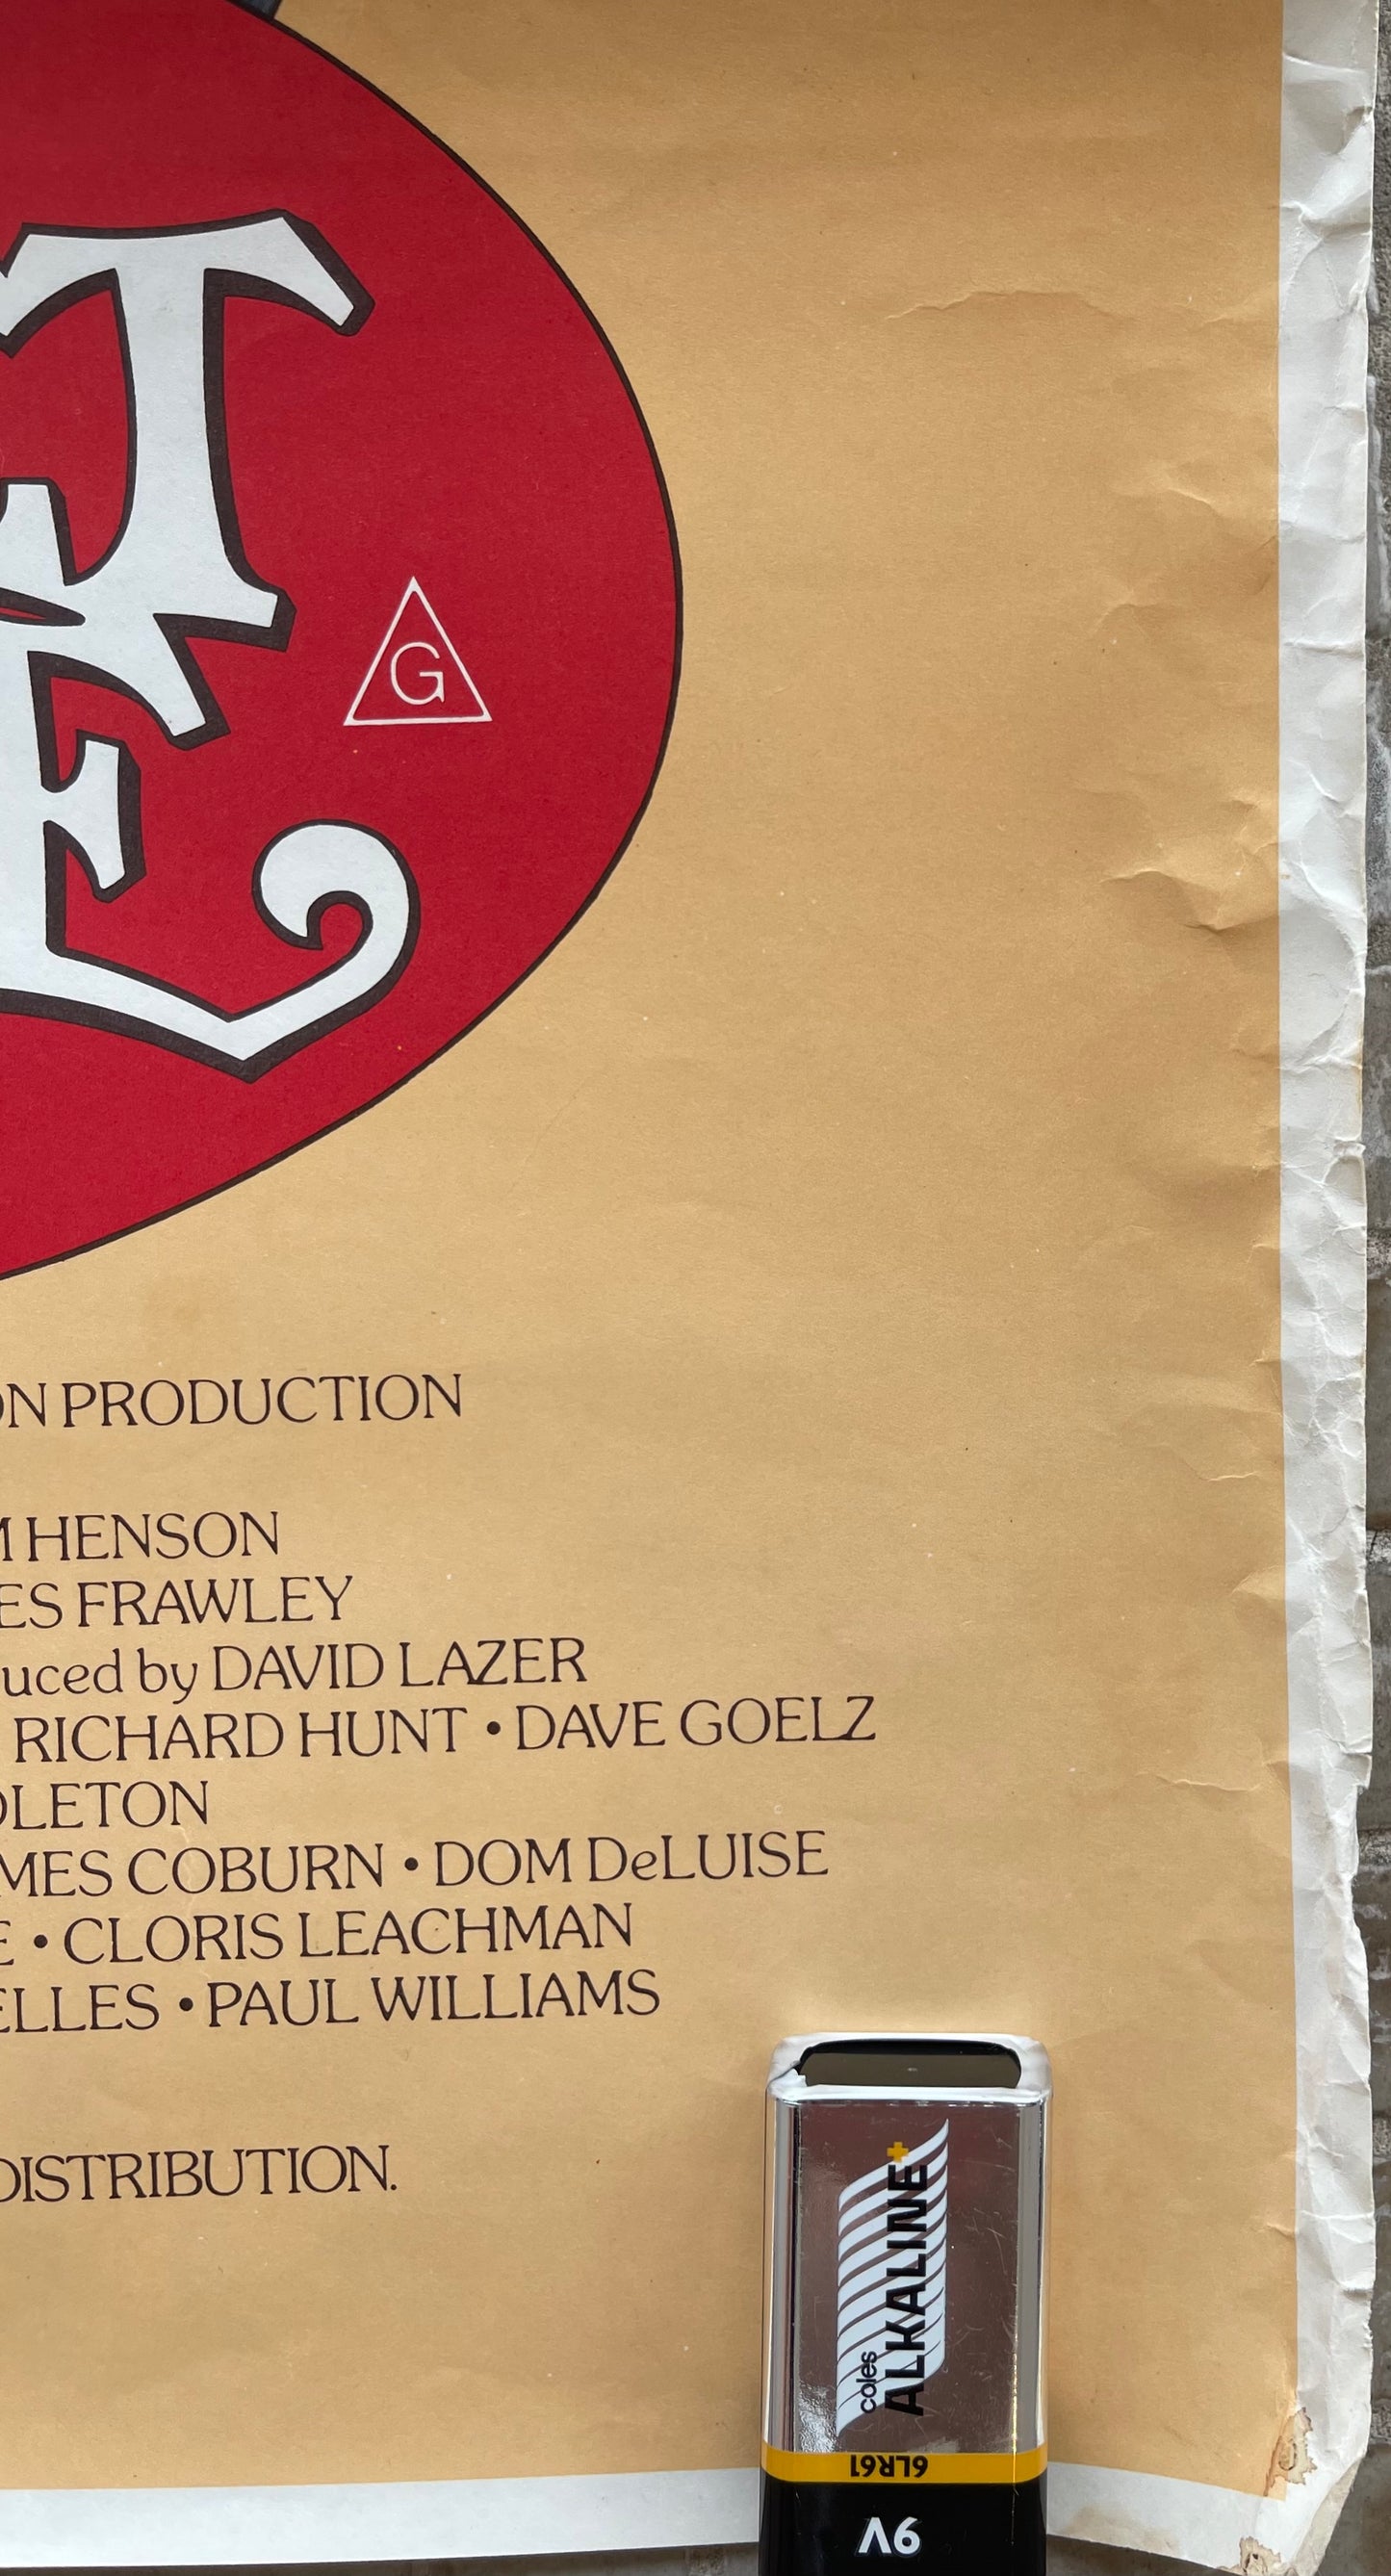 T
E
G
ON PRODUCTION
M HENSON
ES FRAWLEY
uced by DAVID LAZER
RICHARD HUNT • DAVE GOELZ
DLETON
MES COBURN • DOM DeLUISE
E • CLORIS LEACHMAN
ELLES • PAUL WILLIAMS
DISTRIBUTION.
coles
ALKALINE+
6LR61
9V